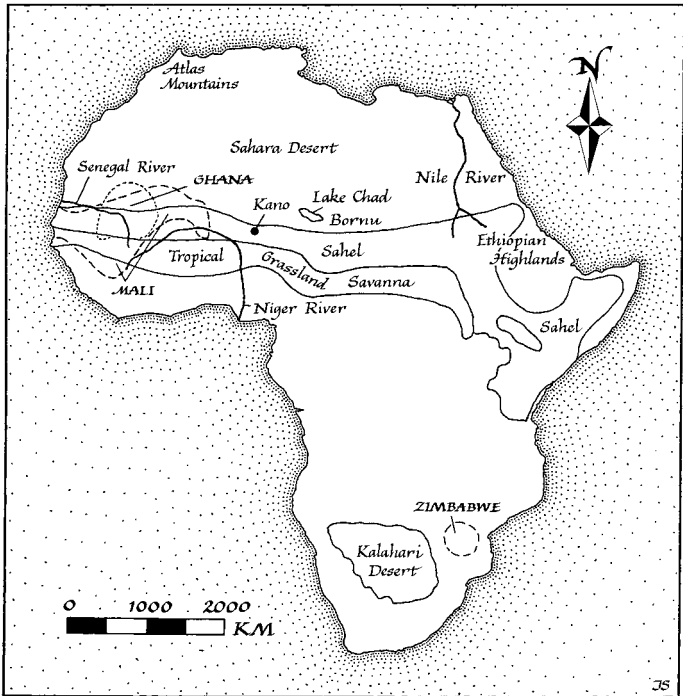 N
Atlas
Mountains
Sahara Desert
Senegal River
GHANA
Nile
River
Kano
Lake Chad
Bornu
Ethiopian
Highlands
Tropical
Sahel
Grassland
Savanna
MALI
Niger River
Sahel
ZIMBABWE
Kalahari
Desert
0 1000 2000
KM
JS